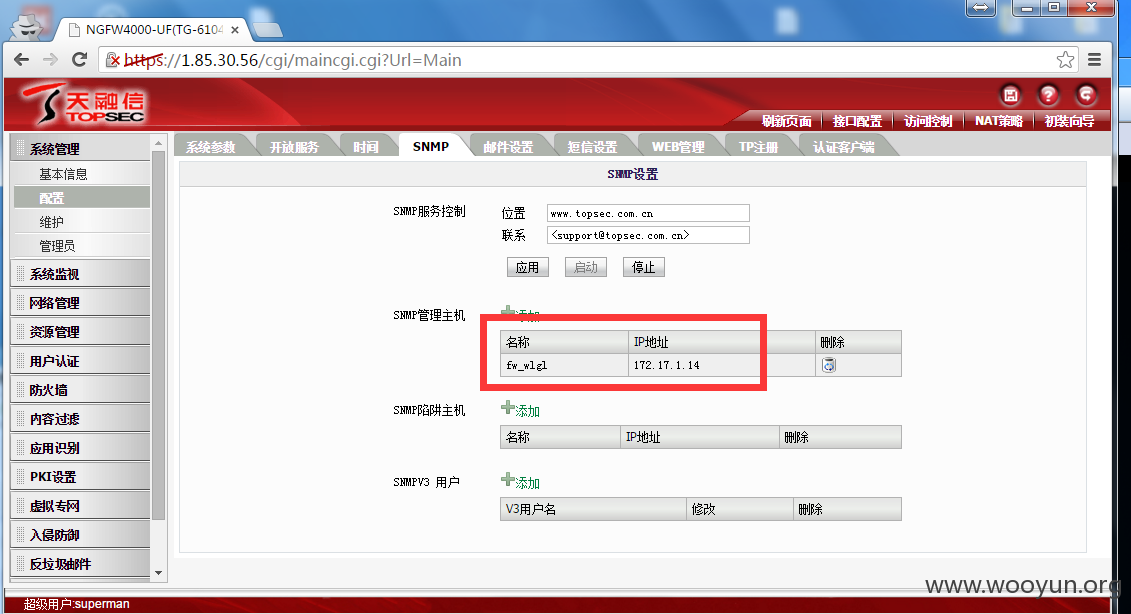 NGFW4000-UF(TG-6104
https://1.85.30.56/cgi/maincgi.cgi?Url=Main
天融信
TOPSEC
刷新页面 接口配置 访问控制 NAT策略 初装向导
系统管理
基本信息
配置
维护
管理员
系统监视
网络管理
资源管理
用户认证
防火墙
内容过滤
应用识别
PKI设置
虚拟专网
入侵防御
反垃圾邮件
系统参数 开放服务 时间 SNMP 邮件设置 短信设置 WEB管理 TP注册 认证客户端
SNMP设置
SNMP服务控制
位置 www.topsec.com.cn
联系 <support@topsec.com.cn>
应用 启动 停止
SNMP管理主机 添加
名称 IP地址 删除
fw_wlgl 172.17.1.14
SNMP陷阱主机 添加
名称 IP地址 删除
SNMPV3 用户 添加
V3用户名 修改 删除
超级用户:superman
www.wooyun.org